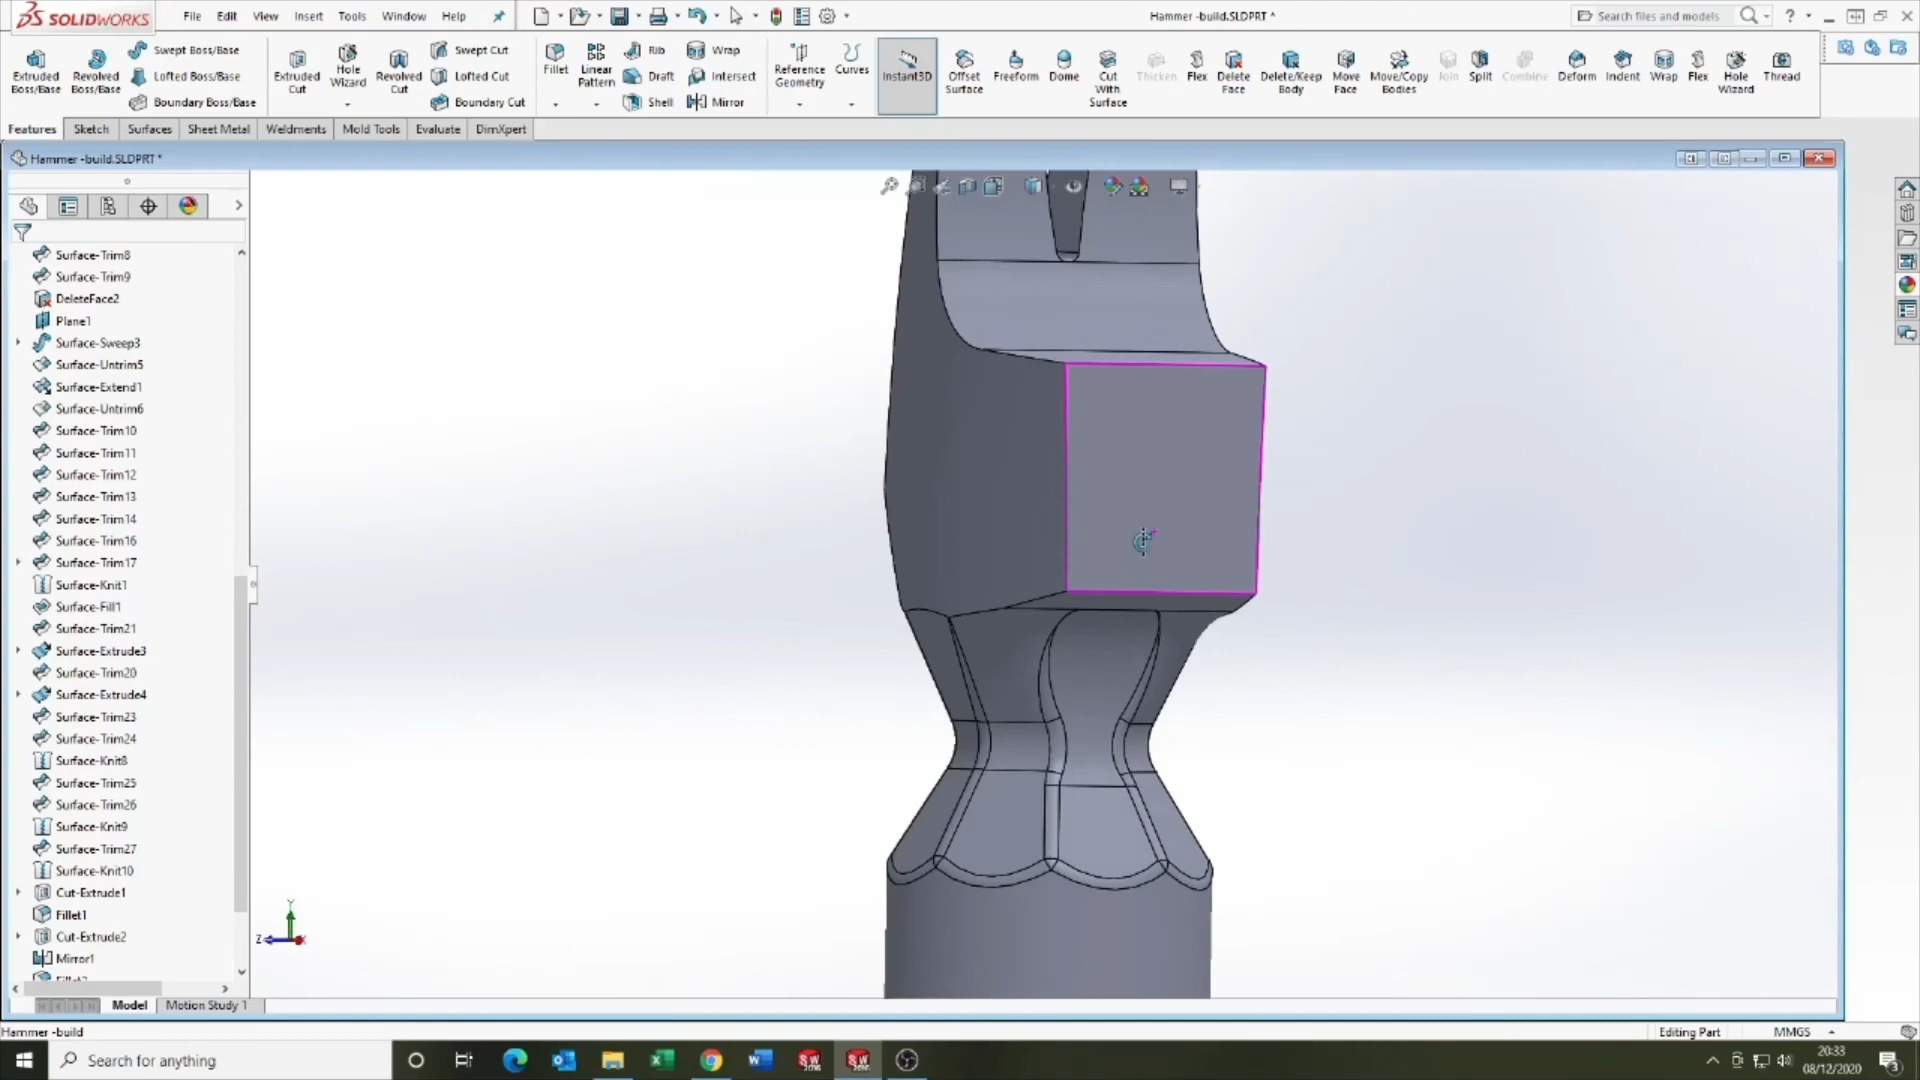 SOLIDWORKS
File Edit View Insert Tools Window Help
Hammer -build.SLDPRT *
Search files and models
Extruded Boss/Base
Revolved Boss/Base
Swept Boss/Base
Lofted Boss/Base
Boundary Boss/Base
Extruded Cut
Hole Wizard
Revolved Cut
Swept Cut
Lofted Cut
Boundary Cut
Fillet
Linear Pattern
Rib
Draft
Shell
Wrap
Intersect
Mirror
Reference Geometry
Curves
Instant3D
Offset Surface
Freeform
Dome
Cut With Surface
Thicken
Flex
Delete Face
Delete/Keep Body
Move Face
Move/Copy Bodies
Join
Split
Combine
Deform
Indent
Wrap
Flex
Hole Wizard
Thread
Features Sketch Surfaces Sheet Metal Weldments Mold Tools Evaluate DimXpert
Hammer -build.SLDPRT *
Surface-Trim8
Surface-Trim9
DeleteFace2
Plane1
Surface-Sweep3
Surface-Untrim5
Surface-Extend1
Surface-Untrim6
Surface-Trim10
Surface-Trim11
Surface-Trim12
Surface-Trim13
Surface-Trim14
Surface-Trim16
Surface-Trim17
Surface-Knit1
Surface-Fill1
Surface-Trim21
Surface-Extrude3
Surface-Trim20
Surface-Extrude4
Surface-Trim23
Surface-Trim24
Surface-Knit8
Surface-Trim25
Surface-Trim26
Surface-Knit9
Surface-Trim27
Surface-Knit10
Cut-Extrude1
Fillet1
Cut-Extrude2
Mirror1
Y
Z
Model Motion Study 1
Hammer -build
Editing Part MMGS
Search for anything
20:33
08/12/2020